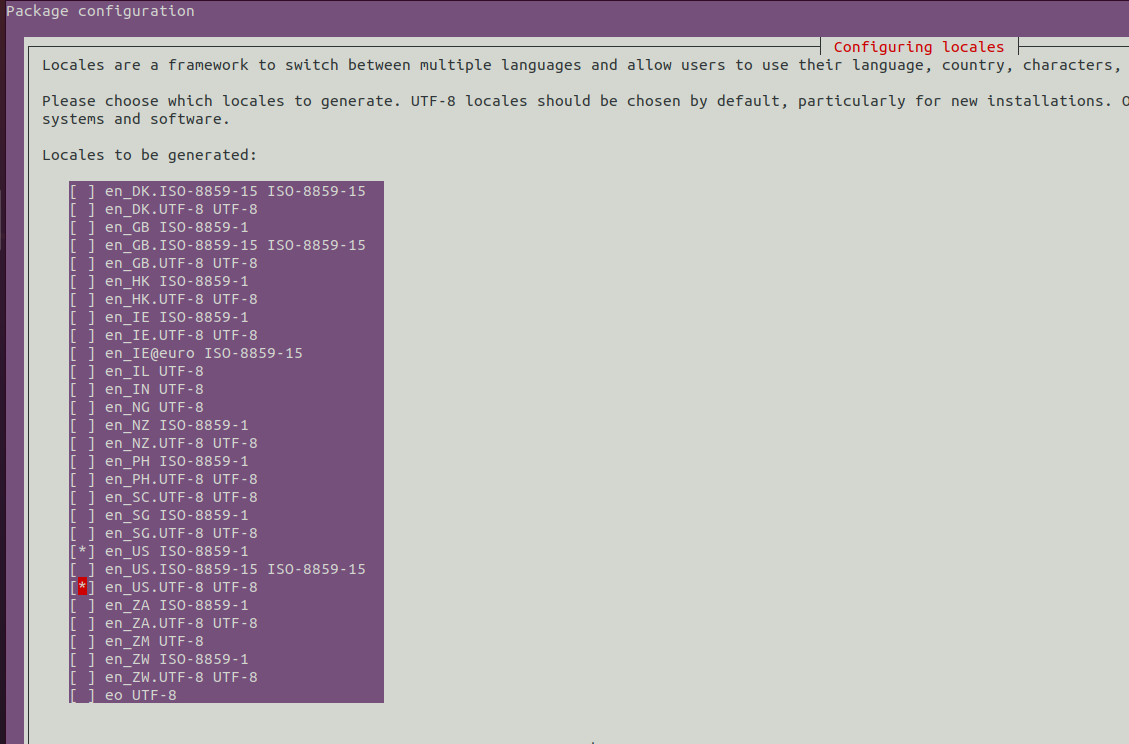 Package configuration
Configuring locales
Locales are a framework to switch between multiple languages and allow users to use their language, country, characters,
Please choose which locales to generate. UTF-8 locales should be chosen by default, particularly for new installations. O
systems and software.
Locales to be generated:
[ ] en_DK.ISO-8859-15 ISO-8859-15
[ ] en_DK.UTF-8 UTF-8
[ ] en_GB ISO-8859-1
[ ] en_GB.ISO-8859-15 ISO-8859-15
[ ] en_GB.UTF-8 UTF-8
[ ] en_HK ISO-8859-1
[ ] en_HK.UTF-8 UTF-8
[ ] en_IE ISO-8859-1
[ ] en_IE.UTF-8 UTF-8
[ ] en_IE@euro ISO-8859-15
[ ] en_IL UTF-8
[ ] en_IN UTF-8
[ ] en_NG UTF-8
[ ] en_NZ ISO-8859-1
[ ] en_NZ.UTF-8 UTF-8
[ ] en_PH ISO-8859-1
[ ] en_PH.UTF-8 UTF-8
[ ] en_SC.UTF-8 UTF-8
[ ] en_SG ISO-8859-1
[ ] en_SG.UTF-8 UTF-8
[*] en_US ISO-8859-1
[ ] en_US.ISO-8859-15 ISO-8859-15
[*] en_US.UTF-8 UTF-8
[ ] en_ZA ISO-8859-1
[ ] en_ZA.UTF-8 UTF-8
[ ] en_ZM UTF-8
[ ] en_ZW ISO-8859-1
[ ] en_ZW.UTF-8 UTF-8
[ ] eo UTF-8